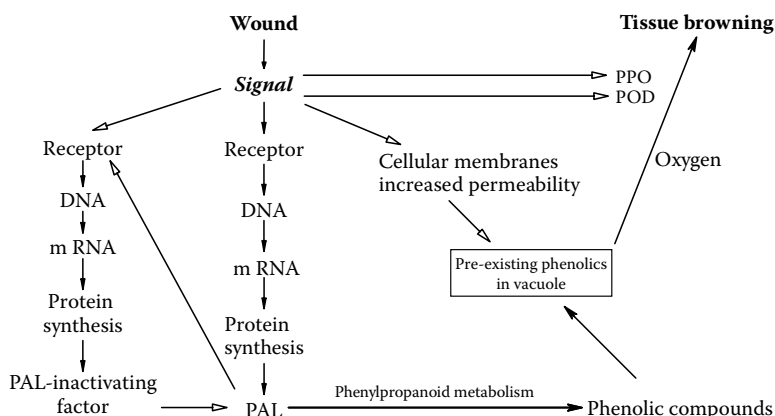 Wound
Tissue browning
Signal
PPO
POD
Receptor
DNA
m RNA
Protein
synthesis
PAL-inactivating
factor
Receptor
DNA
m RNA
Protein
synthesis
PAL
Cellular membranes
increased permeability
Oxygen
Pre-existing phenolics
in vacuole
Phenylpropanoid metabolism
Phenolic compounds